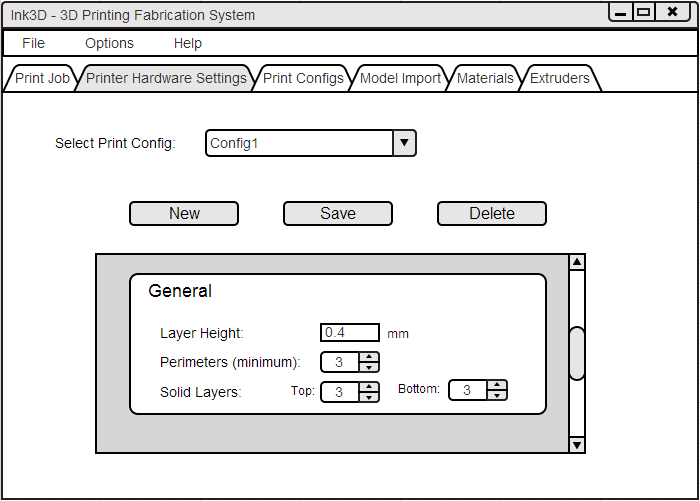 Ink3D - 3D Printing Fabrication System
File Options Help
Print Job Printer Hardware Settings Print Configs Model Import Materials Extruders
Select Print Config: Config1
New Save Delete
General
Layer Height: 0.4 mm
Perimeters (minimum): 3
Solid Layers: Top: 3 Bottom: 3